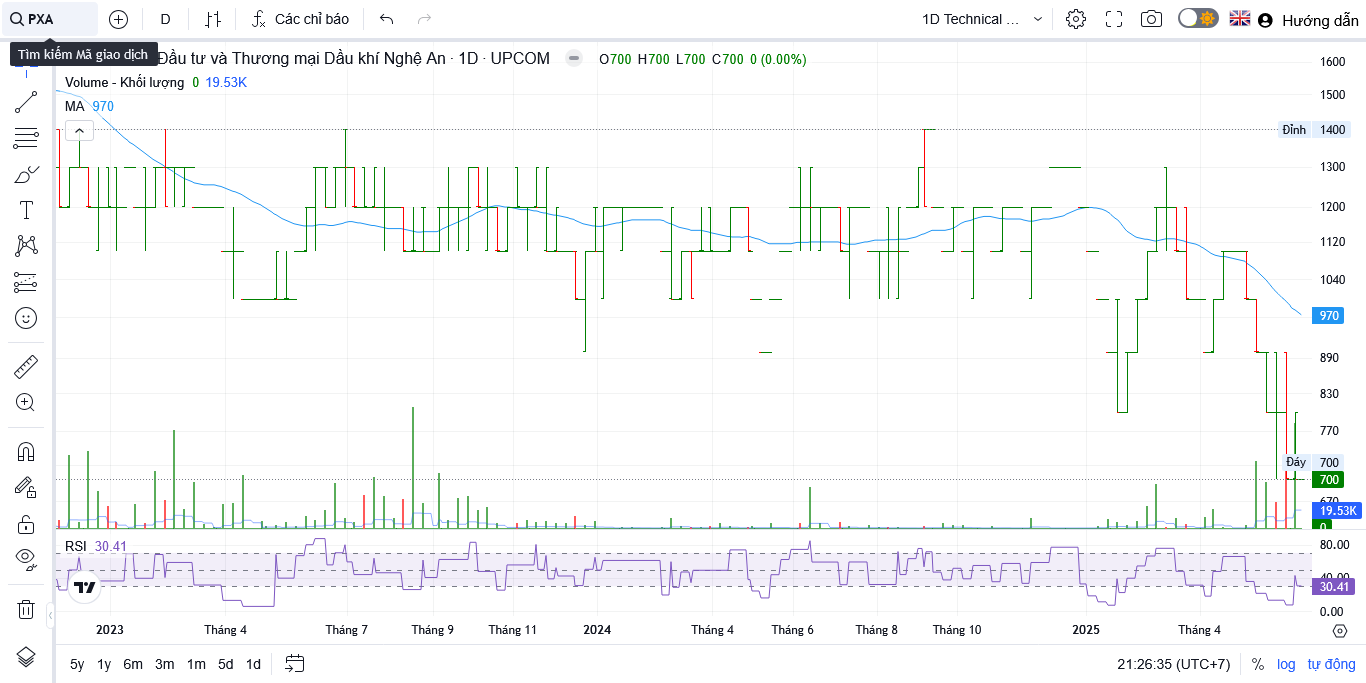 PXA
D
Các chỉ báo
1D Technical ...
Hướng dẫn
Tìm kiếm Mã giao dịch
Đầu tư và Thương mại Dầu khí Nghệ An · 1D · UPCOM
O700 H700 L700 C700 0 (0.00%)
Volume - Khối lượng 0 19.53K
MA 970
1600
1500
Đỉnh 1400
1300
1200
1120
1040
970
890
830
770
Đáy 700
700
670
19.53K
0
RSI 30.41
80.00
40.00
30.41
0.00
2023 Tháng 4 Tháng 7 Tháng 9 Tháng 11 2024 Tháng 4 Tháng 6 Tháng 8 Tháng 10 2025 Tháng 4
5y 1y 6m 3m 1m 5d 1d
21:26:35 (UTC+7) % log tự động